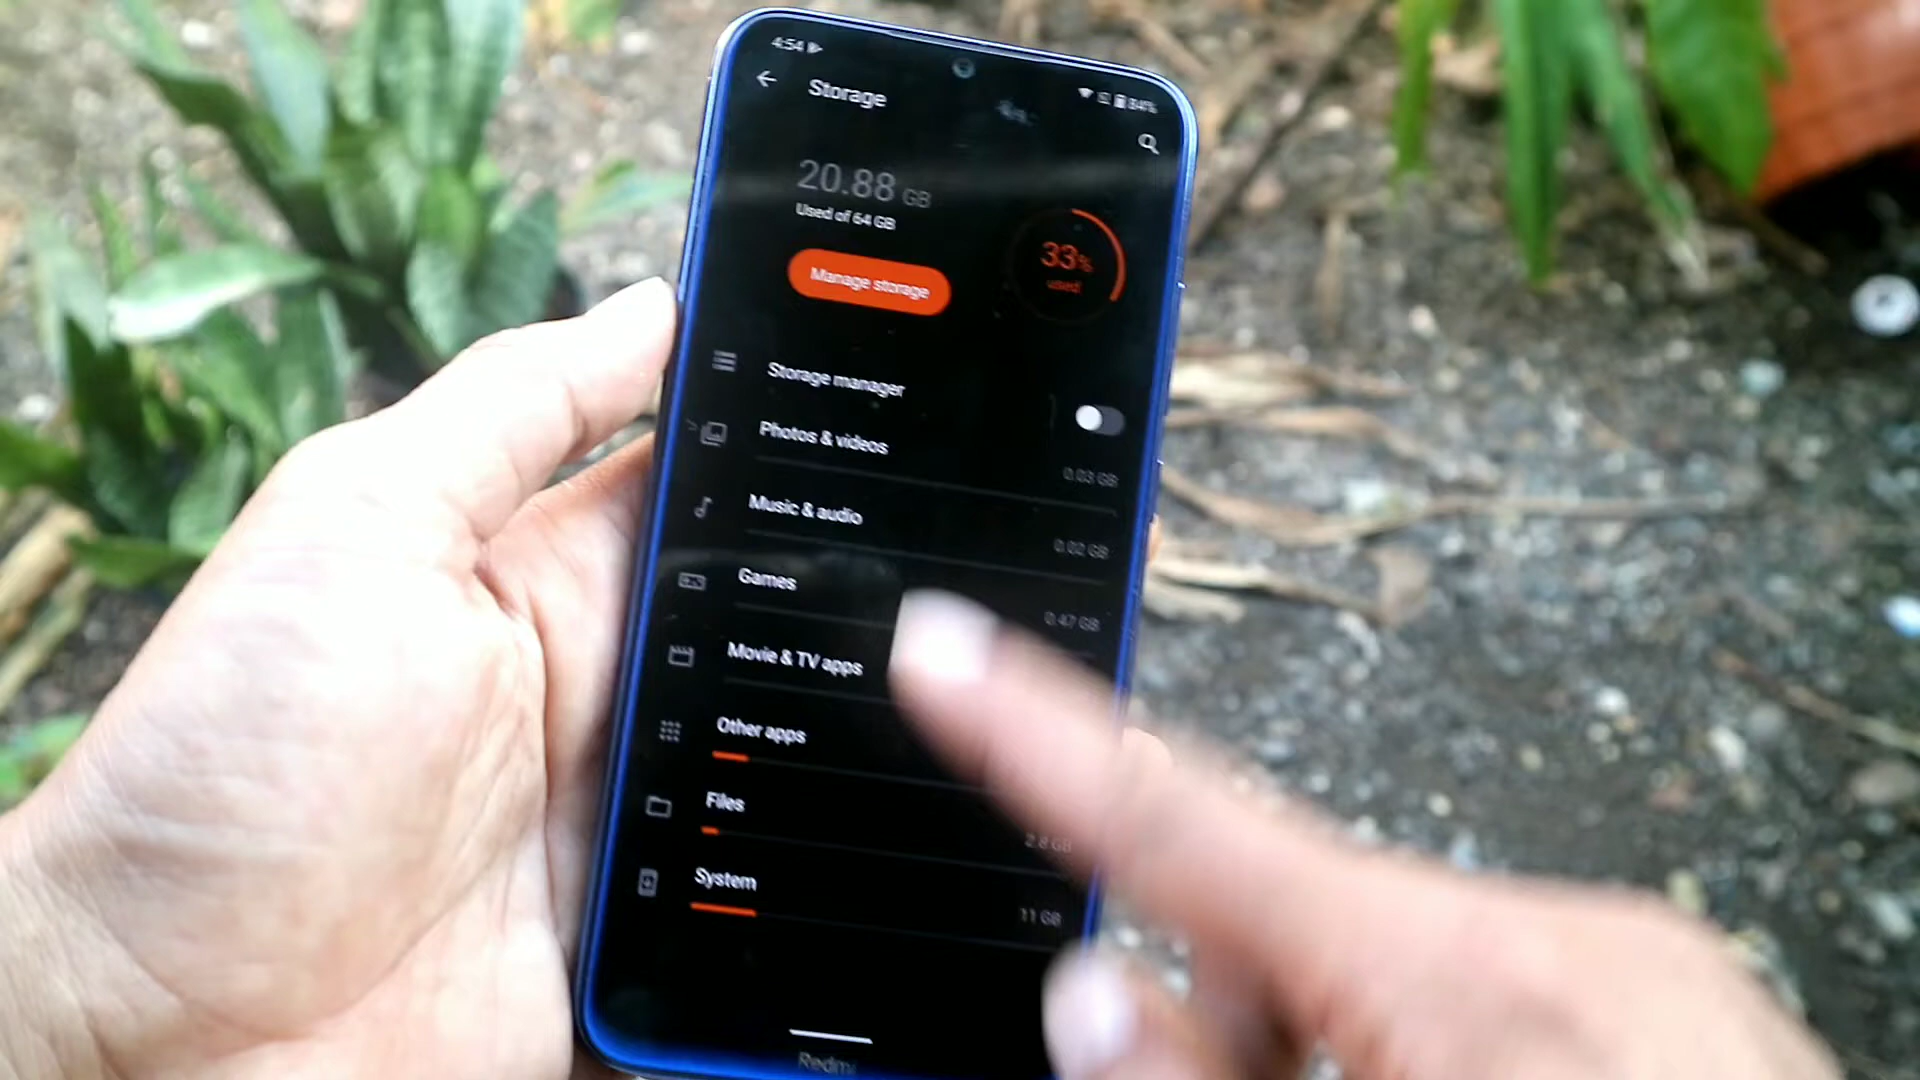 4:54
84%
Storage
20.88 GB
Used of 64 GB
33%
used
Manage storage
Storage manager
Photos & videos
0.03 GB
Music & audio
0.02 GB
Games
0.47 GB
Movie & TV apps
Other apps
Files
2.8 GB
System
11 GB
Redmi